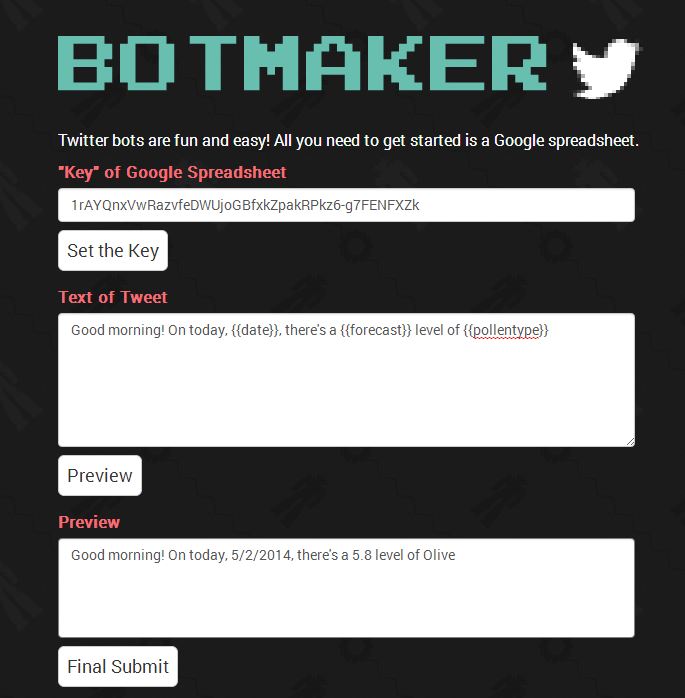 BOTMAKER
Twitter bots are fun and easy! All you need to get started is a Google spreadsheet.
"Key" of Google Spreadsheet
1rAYQnxVwRazvfeDWUjoGBfxkZpakRPkz6-g7FENFXZk
Set the Key
Text of Tweet
Good morning! On today, {{date}}, there's a {{forecast}} level of {{pollentype}}
Preview
Preview
Good morning! On today, 5/2/2014, there's a 5.8 level of Olive
Final Submit